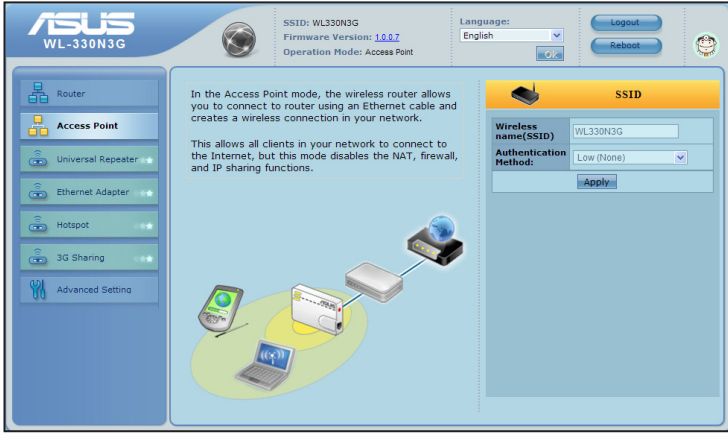 ASUS
WL-330N3G
SSID: WL330N3G
Firmware Version: 1.0.0.7
Operation Mode: Access Point
Language:
English
OK
Logout
Reboot
Router
Access Point
Universal Repeater
Ethernet Adapter
Hotspot
3G Sharing
Advanced Setting
In the Access Point mode, the wireless router allows
you to connect to router using an Ethernet cable and
creates a wireless connection in your network.
This allows all clients in your network to connect to
the Internet, but this mode disables the NAT, firewall,
and IP sharing functions.
SSID
Wireless
name(SSID)
WL330N3G
Authentication
Method:
Low (None)
Apply